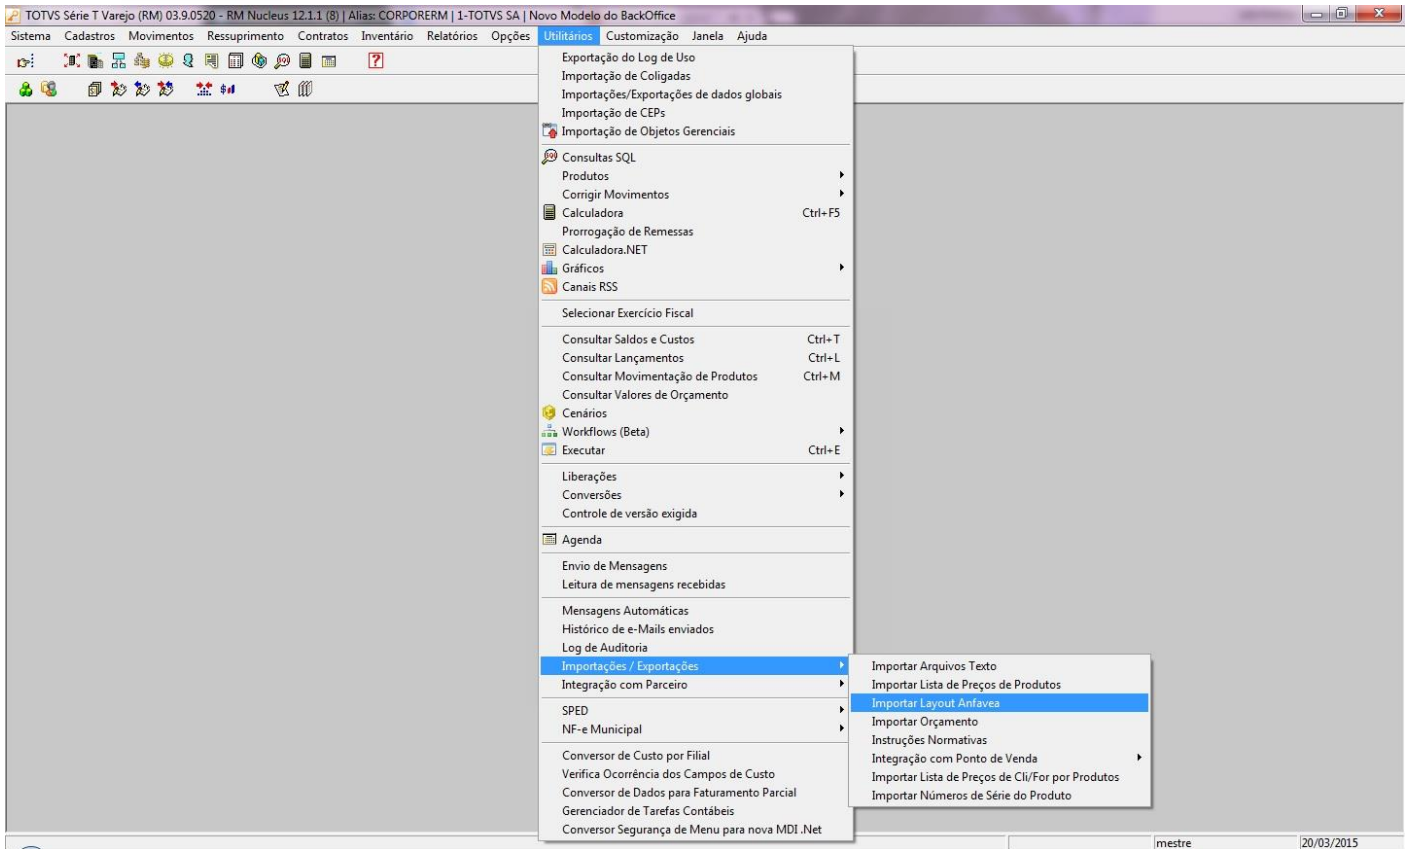 TOTVS Série T Varejo (RM) 03.9.0520 - RM Nucleus 12.1.1 (8) | Alias: CORPORERM | 1-TOTVS SA | Novo Modelo do BackOffice
Sistema Cadastros Movimentos Ressuprimento Contratos Inventário Relatórios Opções Utilitários Customização Janela Ajuda
Exportação do Log de Uso
Importação de Coligadas
Importações/Exportações de dados globais
Importação de CEPs
Importação de Objetos Gerenciais
Consultas SQL
Produtos
Corrigir Movimentos
Calculadora Ctrl+F5
Prorrogação de Remessas
Calculadora.NET
Gráficos
Canais RSS
Selecionar Exercício Fiscal
Consultar Saldos e Custos Ctrl+T
Consultar Lançamentos Ctrl+L
Consultar Movimentação de Produtos Ctrl+M
Consultar Valores de Orçamento
Cenários
Workflows (Beta)
Executar Ctrl+E
Liberações
Conversões
Controle de versão exigida
Agenda
Envio de Mensagens
Leitura de mensagens recebidas
Mensagens Automáticas
Histórico de e-Mails enviados
Log de Auditoria
Importações / Exportações
Integração com Parceiro
SPED
NF-e Municipal
Conversor de Custo por Filial
Verifica Ocorrência dos Campos de Custo
Conversor de Dados para Faturamento Parcial
Gerenciador de Tarefas Contábeis
Conversor Segurança de Menu para nova MDI .Net
Importar Arquivos Texto
Importar Lista de Preços de Produtos
Importar Layout Anfavea
Importar Orçamento
Instruções Normativas
Integração com Ponto de Venda
Importar Lista de Preços de Cli/For por Produtos
Importar Números de Série do Produto
mestre 20/03/2015